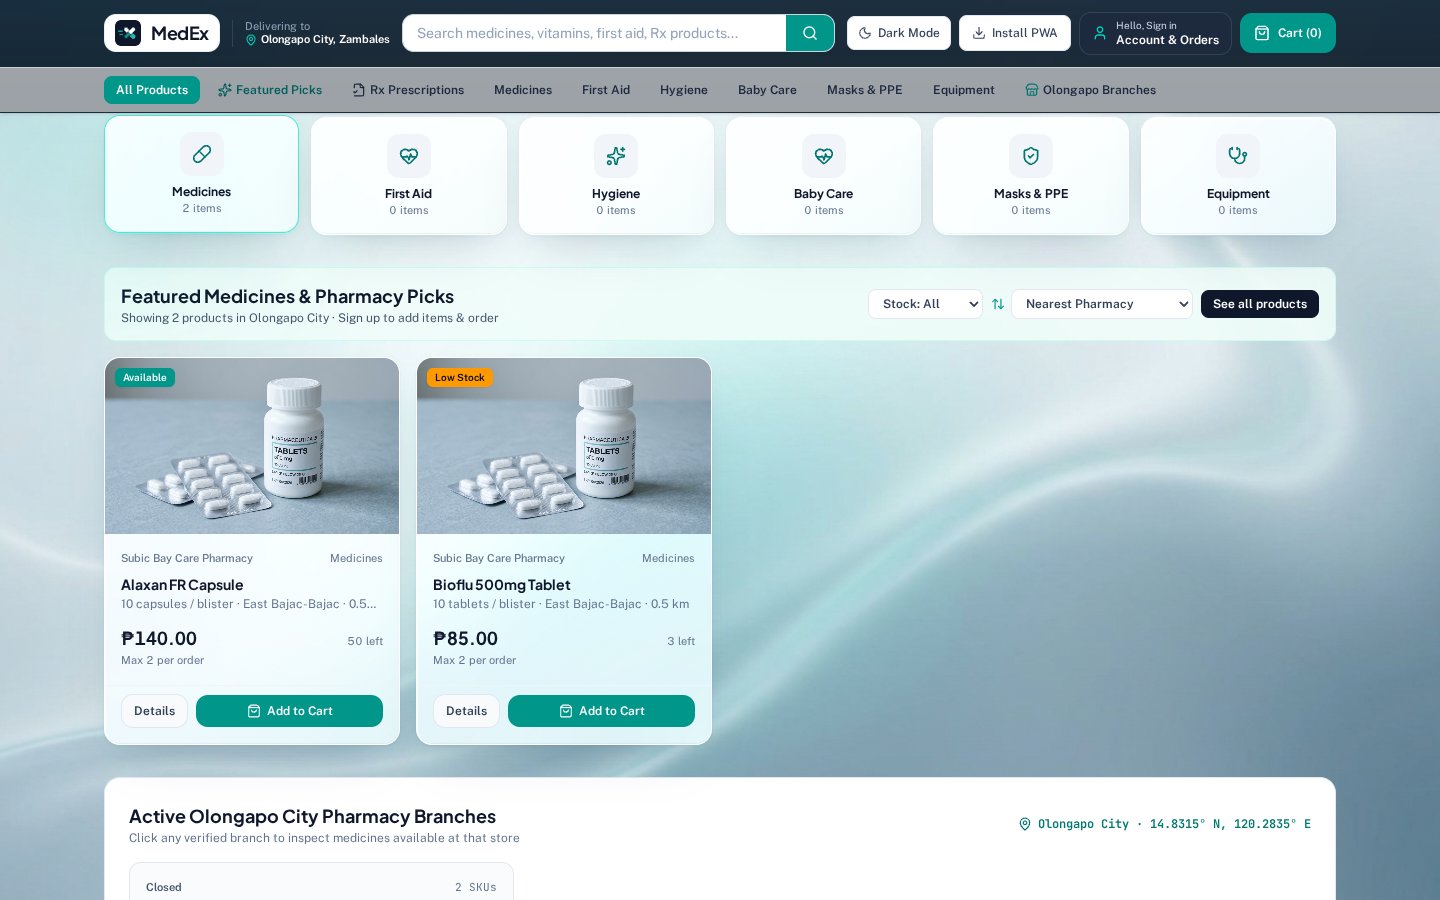 MedEx
Delivering to
Olongapo City, Zambales
Search medicines, vitamins, first aid, Rx products...
Dark Mode
Install PWA
Hello, Sign in
Account & Orders
Cart (0)
All Products
Featured Picks
Rx Prescriptions
Medicines
First Aid
Hygiene
Baby Care
Masks & PPE
Equipment
Olongapo Branches
Medicines
2 items
First Aid
0 items
Hygiene
0 items
Baby Care
0 items
Masks & PPE
0 items
Equipment
0 items
Featured Medicines & Pharmacy Picks
Showing 2 products in Olongapo City · Sign up to add items & order
Stock: All
Nearest Pharmacy
See all products
Available
PHARMACEUTICALS
TABLETS
Subic Bay Care Pharmacy
Medicines
Alaxan FR Capsule
10 capsules / blister · East Bajac-Bajac · 0.5...
₱140.00
50 left
Max 2 per order
Details
Add to Cart
Low Stock
PHARMACEUTICALS
TABLETS
Subic Bay Care Pharmacy
Medicines
Bioflu 500mg Tablet
10 tablets / blister · East Bajac-Bajac · 0.5 km
₱85.00
3 left
Max 2 per order
Details
Add to Cart
Active Olongapo City Pharmacy Branches
Click any verified branch to inspect medicines available at that store
Olongapo City · 14.8315° N, 120.2835° E
Closed
2 SKUs